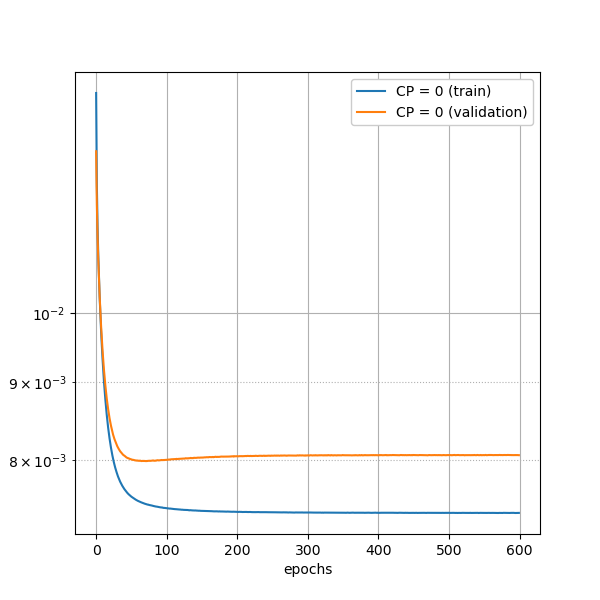 CP = 0 (train)
CP = 0 (validation)
10⁻²
9 × 10⁻³
8 × 10⁻³
0 100 200 300 400 500 600
epochs